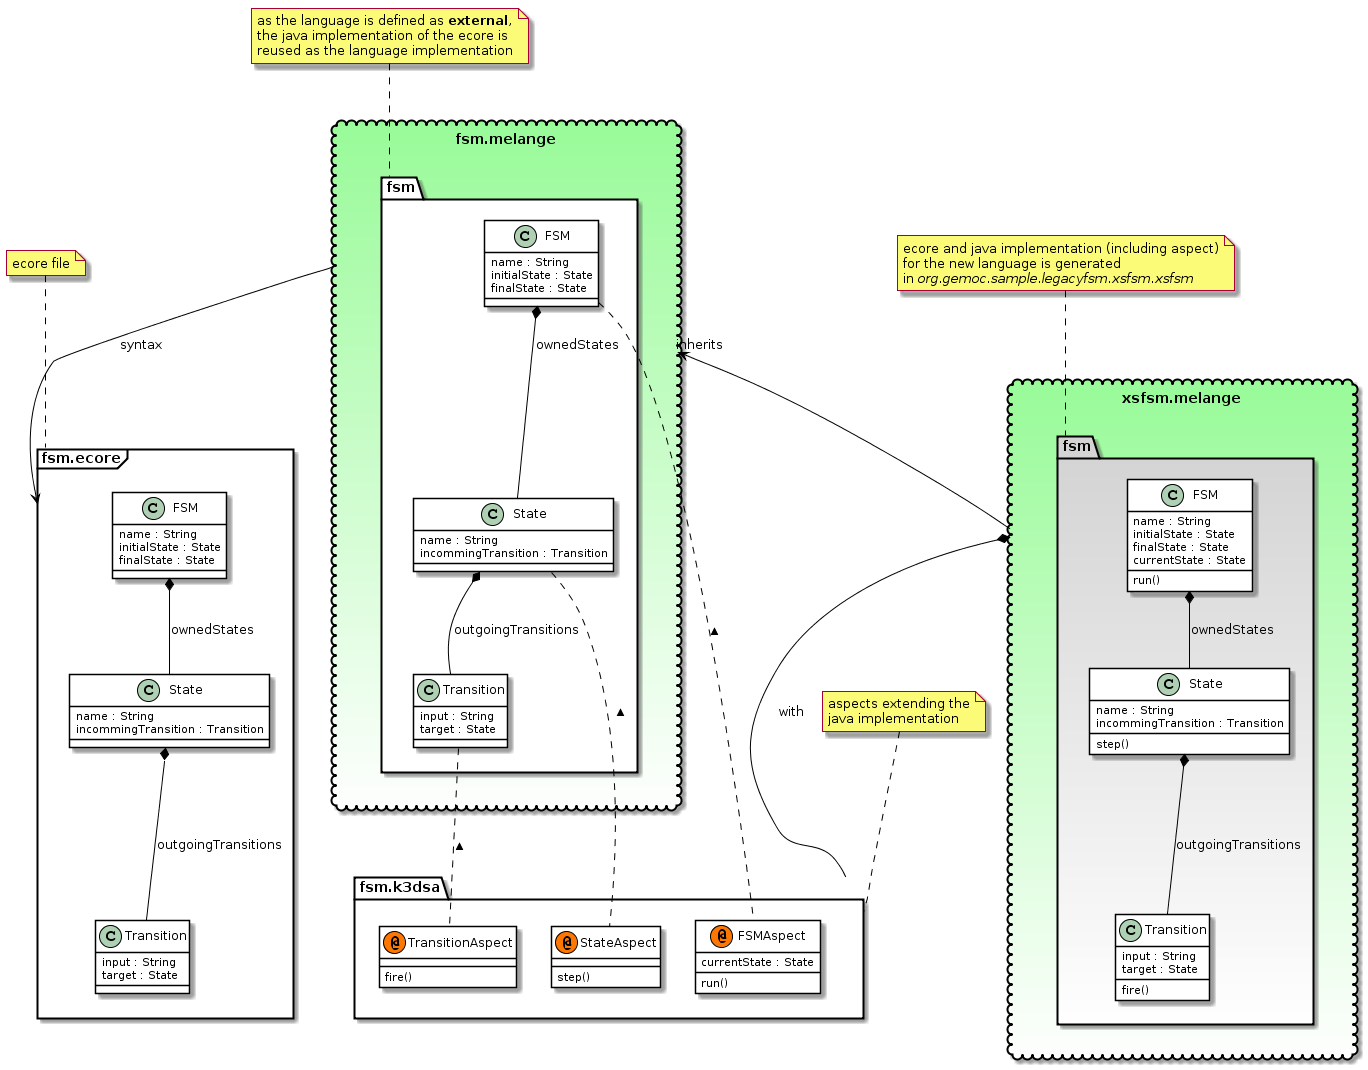 as the language is defined as external,
the java implementation of the ecore is
reused as the language implementation
fsm.melange
fsm
C FSM
name : String
initialState : State
finalState : State
ownedStates
C State
name : String
incommingTransition : Transition
outgoingTransitions
C Transition
input : String
target : State
ecore file
syntax
fsm.ecore
C FSM
name : String
initialState : State
finalState : State
ownedStates
C State
name : String
incommingTransition : Transition
outgoingTransitions
C Transition
input : String
target : State
inherits
with
aspects extending the
java implementation
fsm.k3dsa
@ TransitionAspect
fire()
@ StateAspect
step()
@ FSMAspect
currentState : State
run()
ecore and java implementation (including aspect)
for the new language is generated
in org.gemoc.sample.legacyfsm.xsfsm.xsfsm
xsfsm.melange
fsm
C FSM
name : String
initialState : State
finalState : State
currentState : State
run()
ownedStates
C State
name : String
incommingTransition : Transition
step()
outgoingTransitions
C Transition
input : String
target : State
fire()